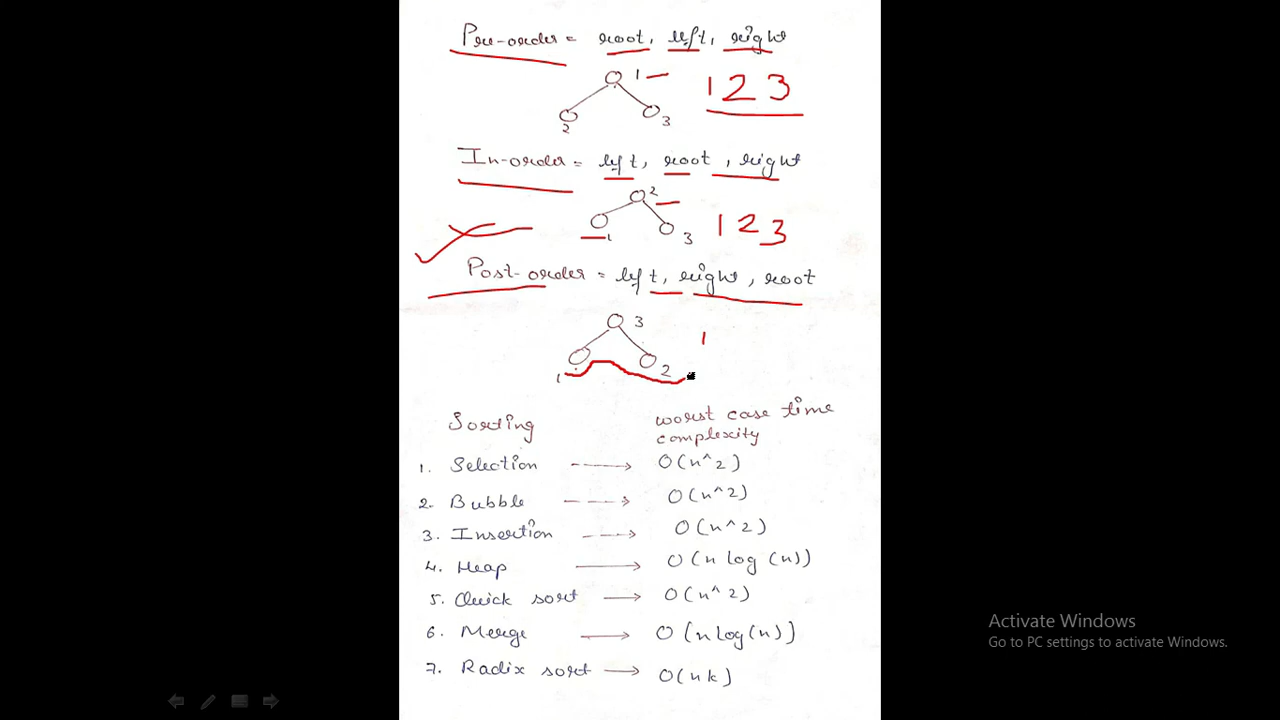 Pre-order = root, left, right
1
1 2 3
2
3
In-order = left, root, right
2
1
3
1 2 3
Post-order = left, right, root
3
1
1
2
Sorting worst case time complexity
1. Selection → O(n^2)
2. Bubble → O(n^2)
3. Insertion → O(n^2)
4. Heap → O(n log (n))
5. Quick sort → O(n^2)
6. Merge → O(n log(n))
7. Radix sort → O(nk)
Activate Windows
Go to PC settings to activate Windows.